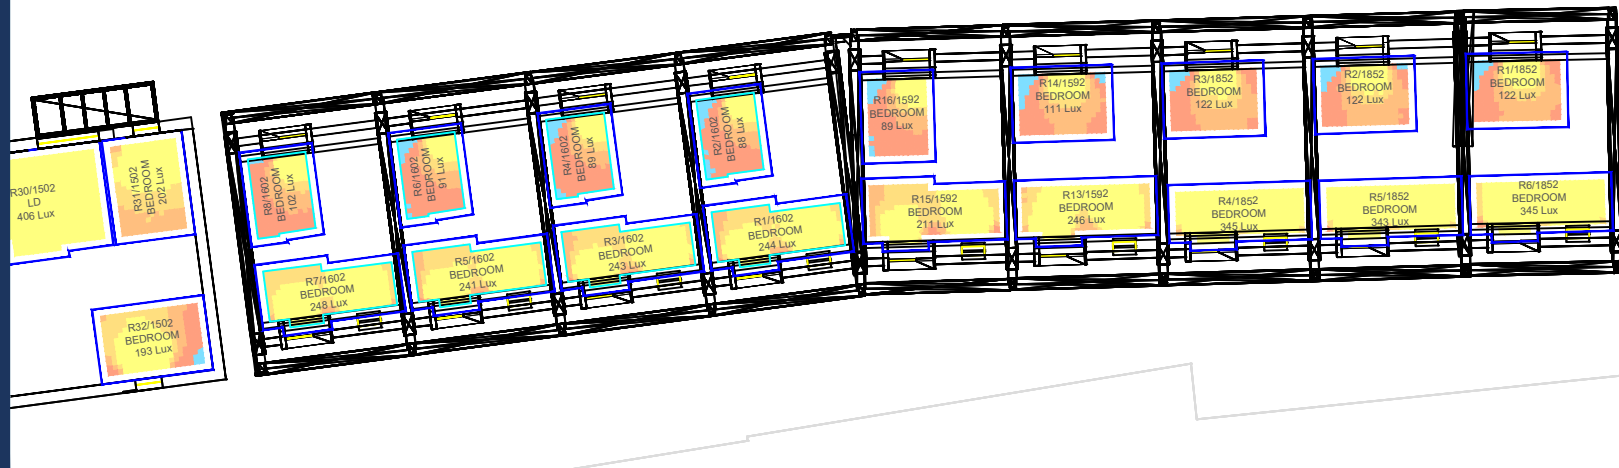 R30/1502
LD
406 Lux
R31/1502
BEDROOM
202 Lux
R32/1502
BEDROOM
193 Lux
R8/1602
BEDROOM
102 Lux
R7/1602
BEDROOM
248 Lux
R6/1602
BEDROOM
91 Lux
R5/1602
BEDROOM
241 Lux
R4/1602
BEDROOM
89 Lux
R3/1602
BEDROOM
243 Lux
R2/1602
BEDROOM
88 Lux
R1/1602
BEDROOM
244 Lux
R16/1592
BEDROOM
89 Lux
R15/1592
BEDROOM
211 Lux
R14/1592
BEDROOM
111 Lux
R13/1592
BEDROOM
246 Lux
R3/1852
BEDROOM
122 Lux
R4/1852
BEDROOM
345 Lux
R2/1852
BEDROOM
122 Lux
R5/1852
BEDROOM
343 Lux
R1/1852
BEDROOM
122 Lux
R6/1852
BEDROOM
345 Lux